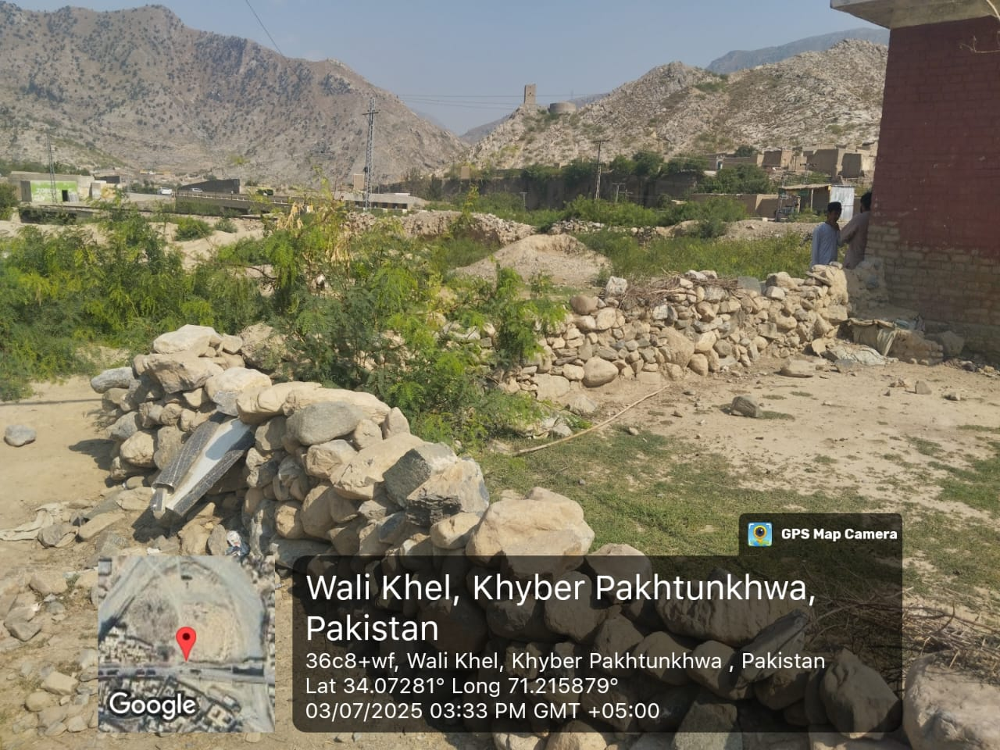 GPS Map Camera
Wali Khel, Khyber Pakhtunkhwa,
Pakistan
36c8+wf, Wali Khel, Khyber Pakhtunkhwa , Pakistan
Lat 34.07281° Long 71.215879°
03/07/2025 03:33 PM GMT +05:00
Google